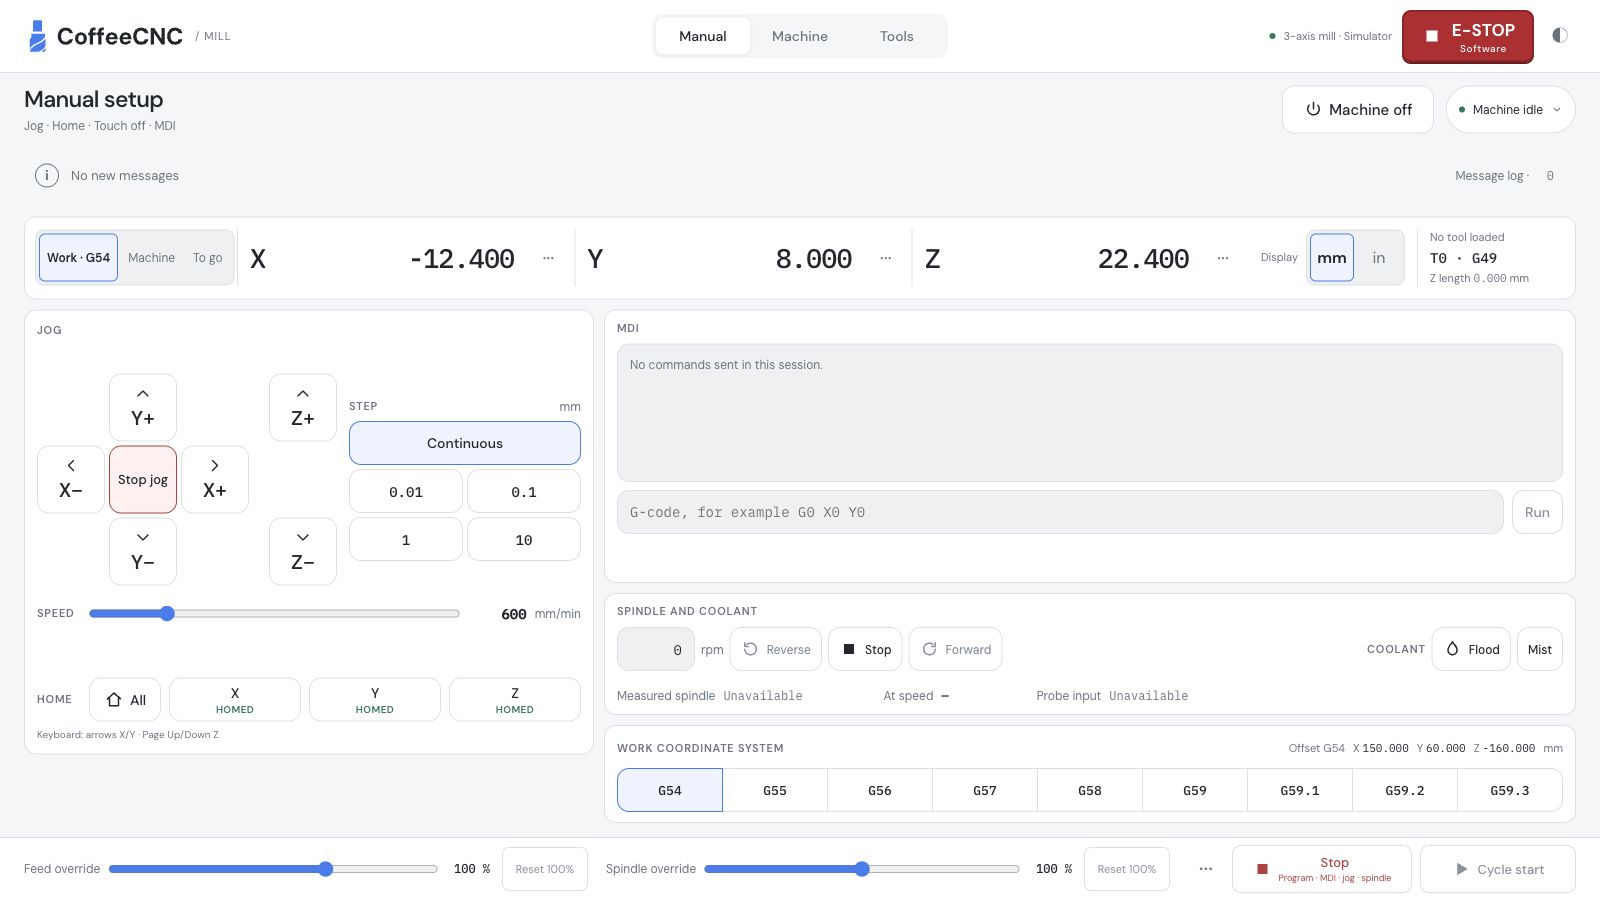 CoffeeCNC / MILL
Manual
Machine
Tools
3-axis mill · Simulator
E-STOP
Software
Manual setup
Jog · Home · Touch off · MDI
Machine off
Machine idle
i
No new messages
Message log · 0
Work · G54
Machine
To go
X -12.400 ···
Y 8.000 ···
Z 22.400 ···
Display
mm
in
No tool loaded
T0 · G49
Z length 0.000 mm
JOG
Y+
Z+
X−
Stop jog
X+
Y−
Z−
STEP mm
Continuous
0.01
0.1
1
10
SPEED 600 mm/min
HOME
All
X
HOMED
Y
HOMED
Z
HOMED
Keyboard: arrows X/Y · Page Up/Down Z
MDI
No commands sent in this session.
G-code, for example G0 X0 Y0
Run
SPINDLE AND COOLANT
0 rpm
Reverse
Stop
Forward
COOLANT
Flood
Mist
Measured spindle Unavailable
At speed –
Probe input Unavailable
WORK COORDINATE SYSTEM
Offset G54 X 150.000 Y 60.000 Z -160.000 mm
G54
G55
G56
G57
G58
G59
G59.1
G59.2
G59.3
Feed override 100 %
Reset 100%
Spindle override 100 %
Reset 100%
···
Stop
Program · MDI · jog · spindle
Cycle start